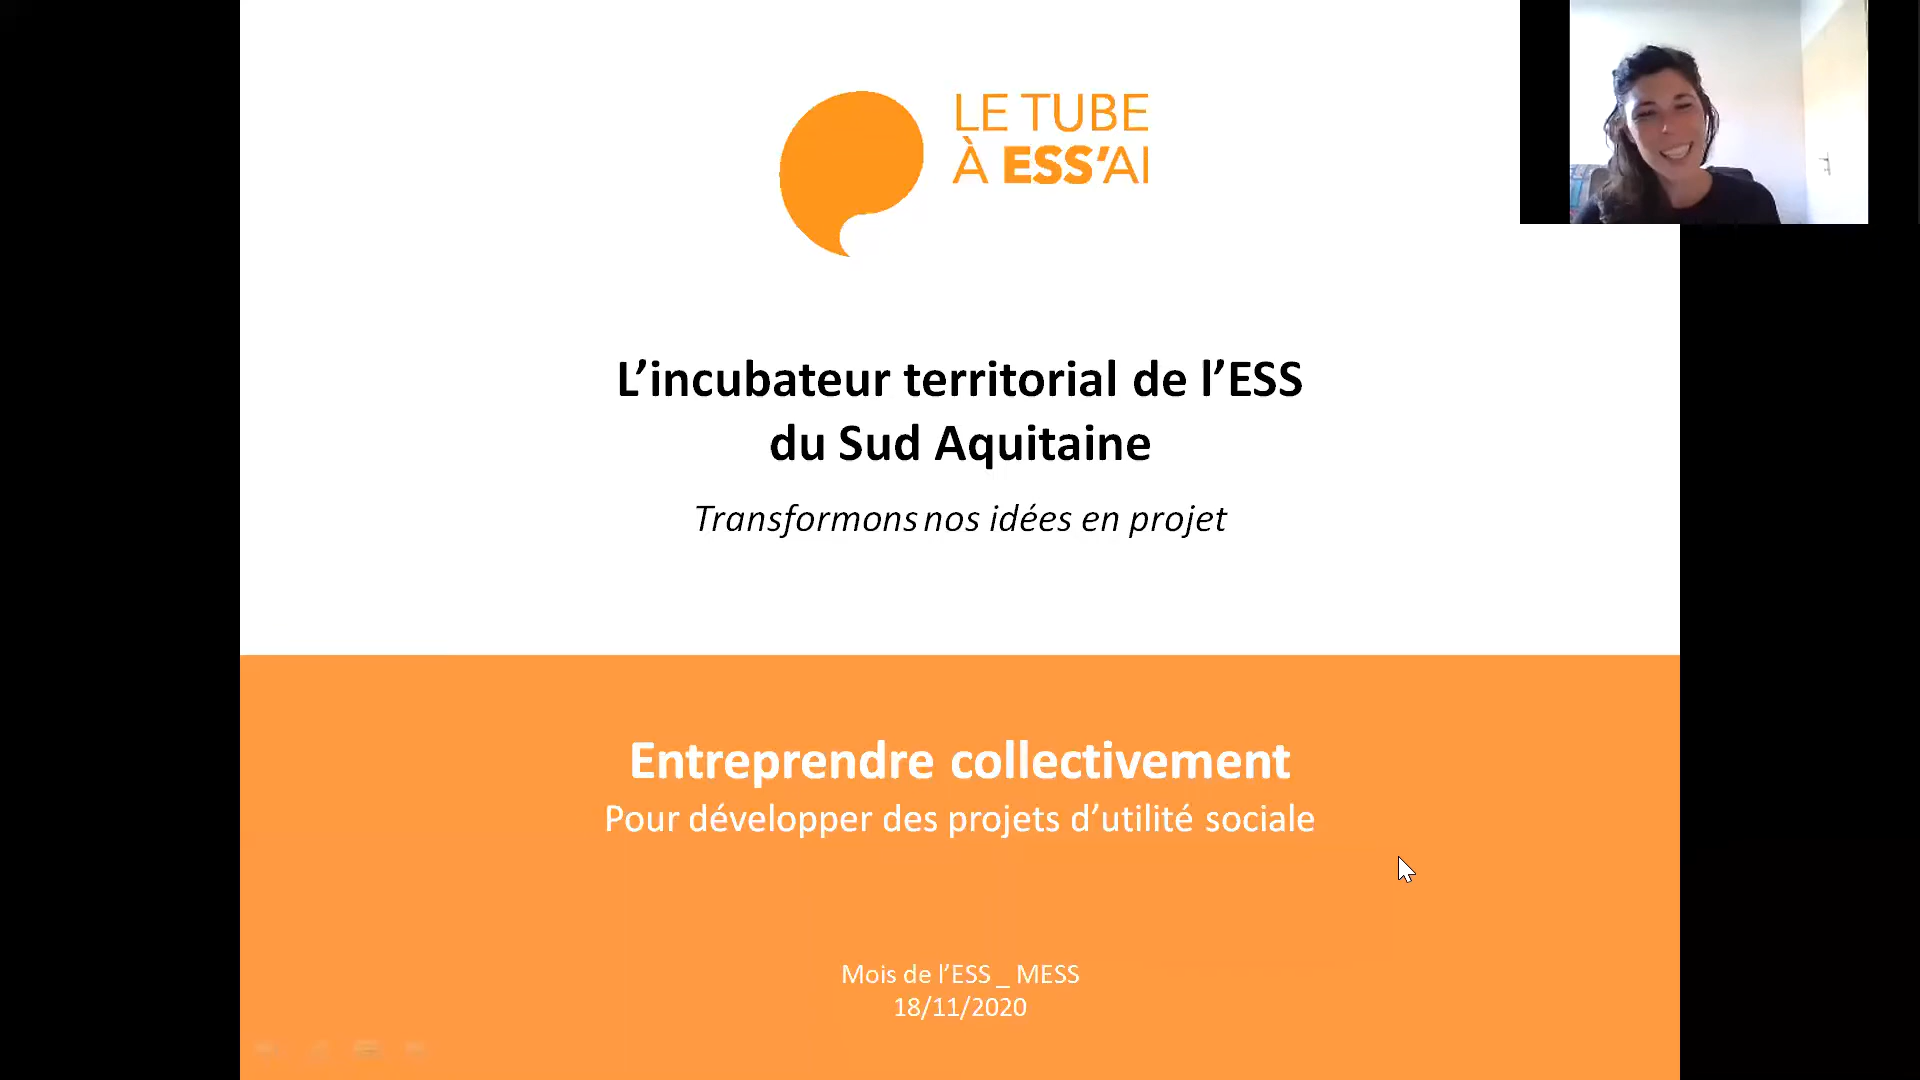 LE TUBE
À ESS'AI
L’incubateur territorial de l’ESS
du Sud Aquitaine
Transformons nos idées en projet
Entreprendre collectivement
Pour développer des projets d’utilité sociale
Mois de l’ESS _ MESS
18/11/2020